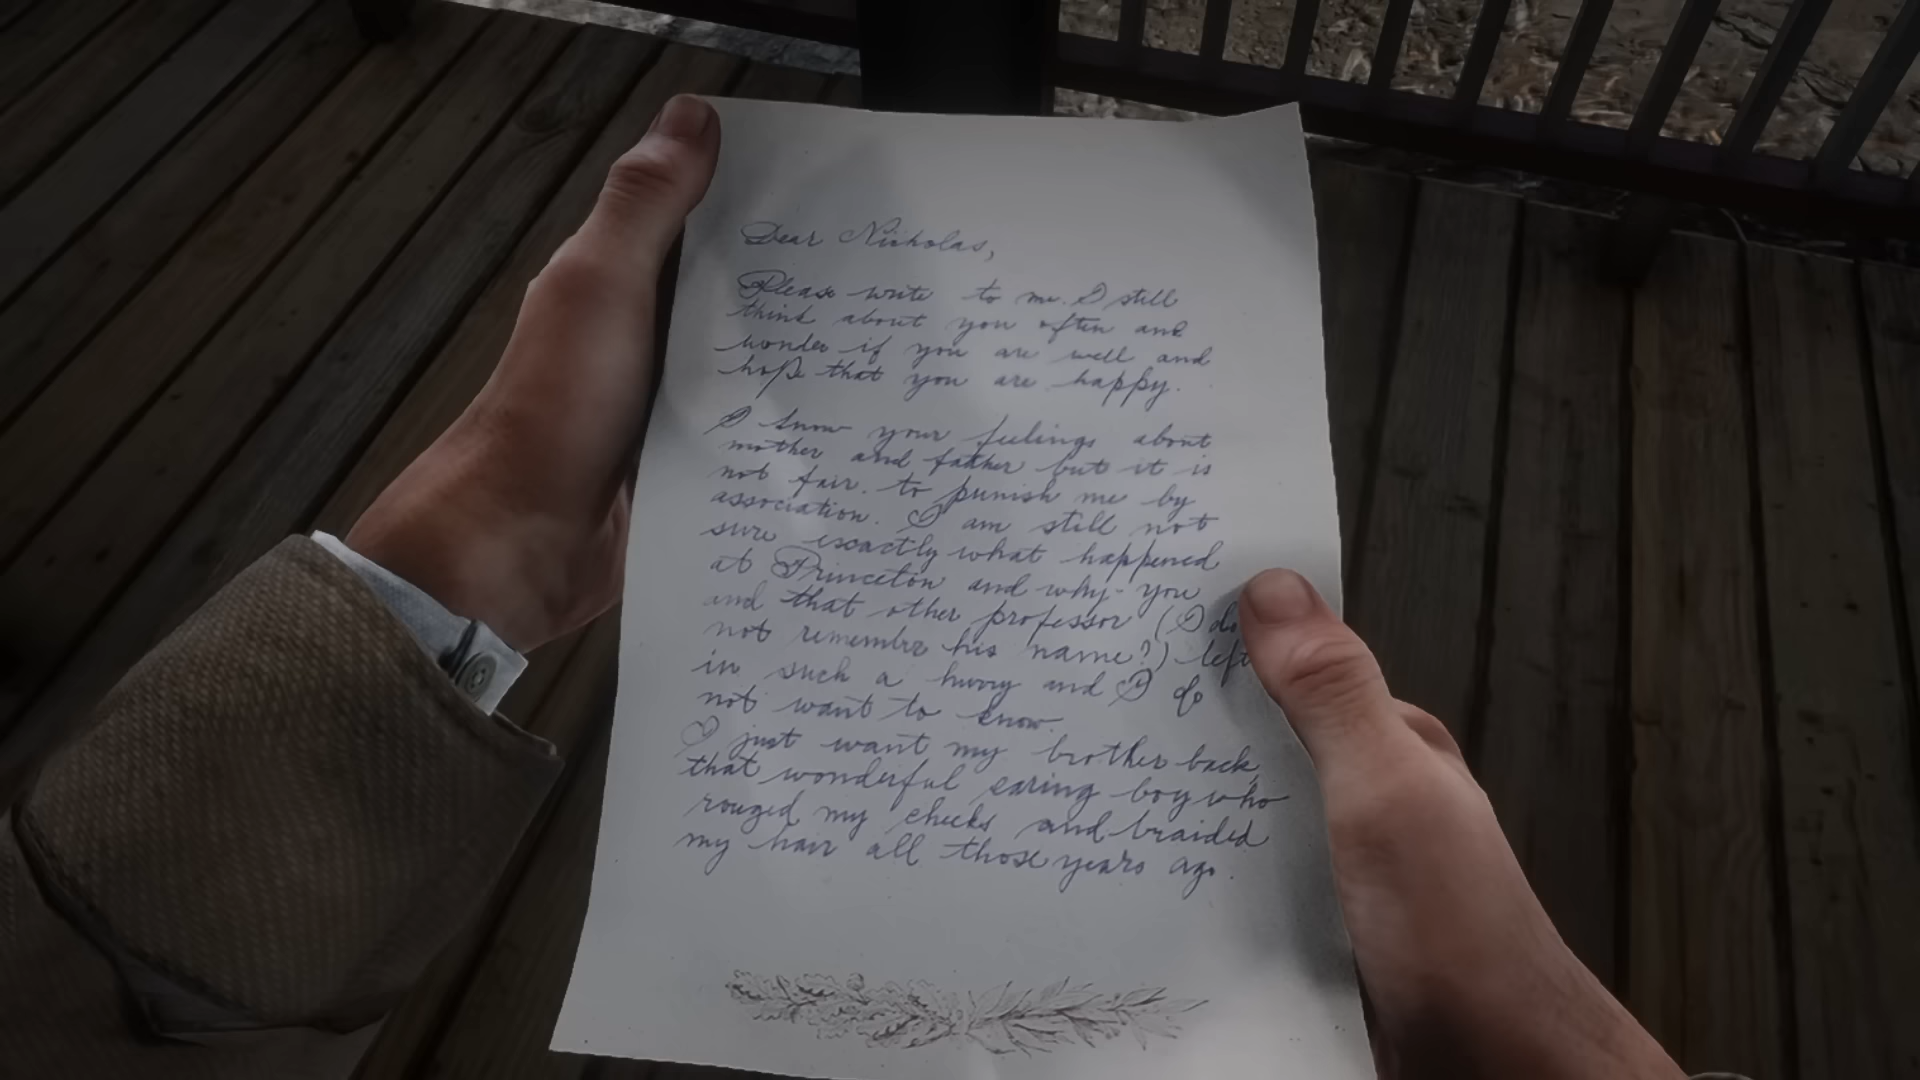 Dear Nicholas,
Please write to me. I still
think about you often and
wonder if you are well and
hope that you are happy.
I know your feelings about
mother and father but it is
not fair to punish me by
association. I am still not
sure exactly what happened
at Princeton and why you
and that other professor (I do
not remember his name?) left
in such a hurry and I do
not want to know.
I just want my brother back,
that wonderful caring boy who
rouged my cheeks and braided
my hair all those years ago.